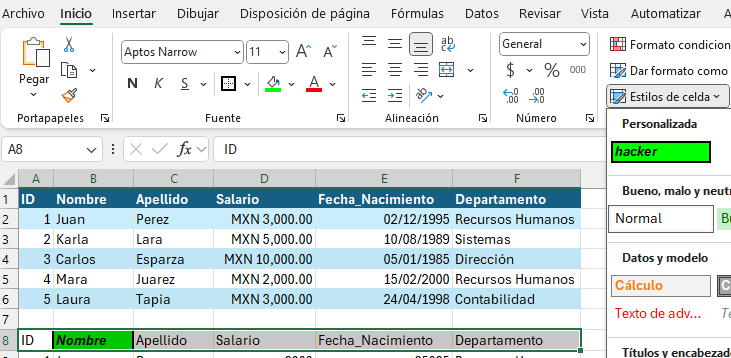 Archivo Inicio Insertar Dibujar Disposición de página Fórmulas Datos Revisar Vista Automatizar
Pegar
Aptos Narrow 11 A A
N K S A
ab
General
$ % 000
Formato condicion
Dar formato como
Estilos de celda
Portapapeles Fuente Alineación Número
A8 fx ID
A B C D E F
1 ID Nombre Apellido Salario Fecha_Nacimiento Departamento
2 1 Juan Perez MXN 3,000.00 02/12/1995 Recursos Humanos
3 2 Karla Lara MXN 5,000.00 10/08/1989 Sistemas
4 3 Carlos Esparza MXN 10,000.00 05/01/1985 Dirección
5 4 Mara Juarez MXN 2,000.00 15/02/2000 Recursos Humanos
6 5 Laura Tapia MXN 3,000.00 24/04/1998 Contabilidad
7
8 ID Nombre Apellido Salario Fecha_Nacimiento Departamento
Personalizada
hacker
Bueno, malo y neutr
Normal
Datos y modelo
Cálculo
Texto de adv...
Títulos y encabezado